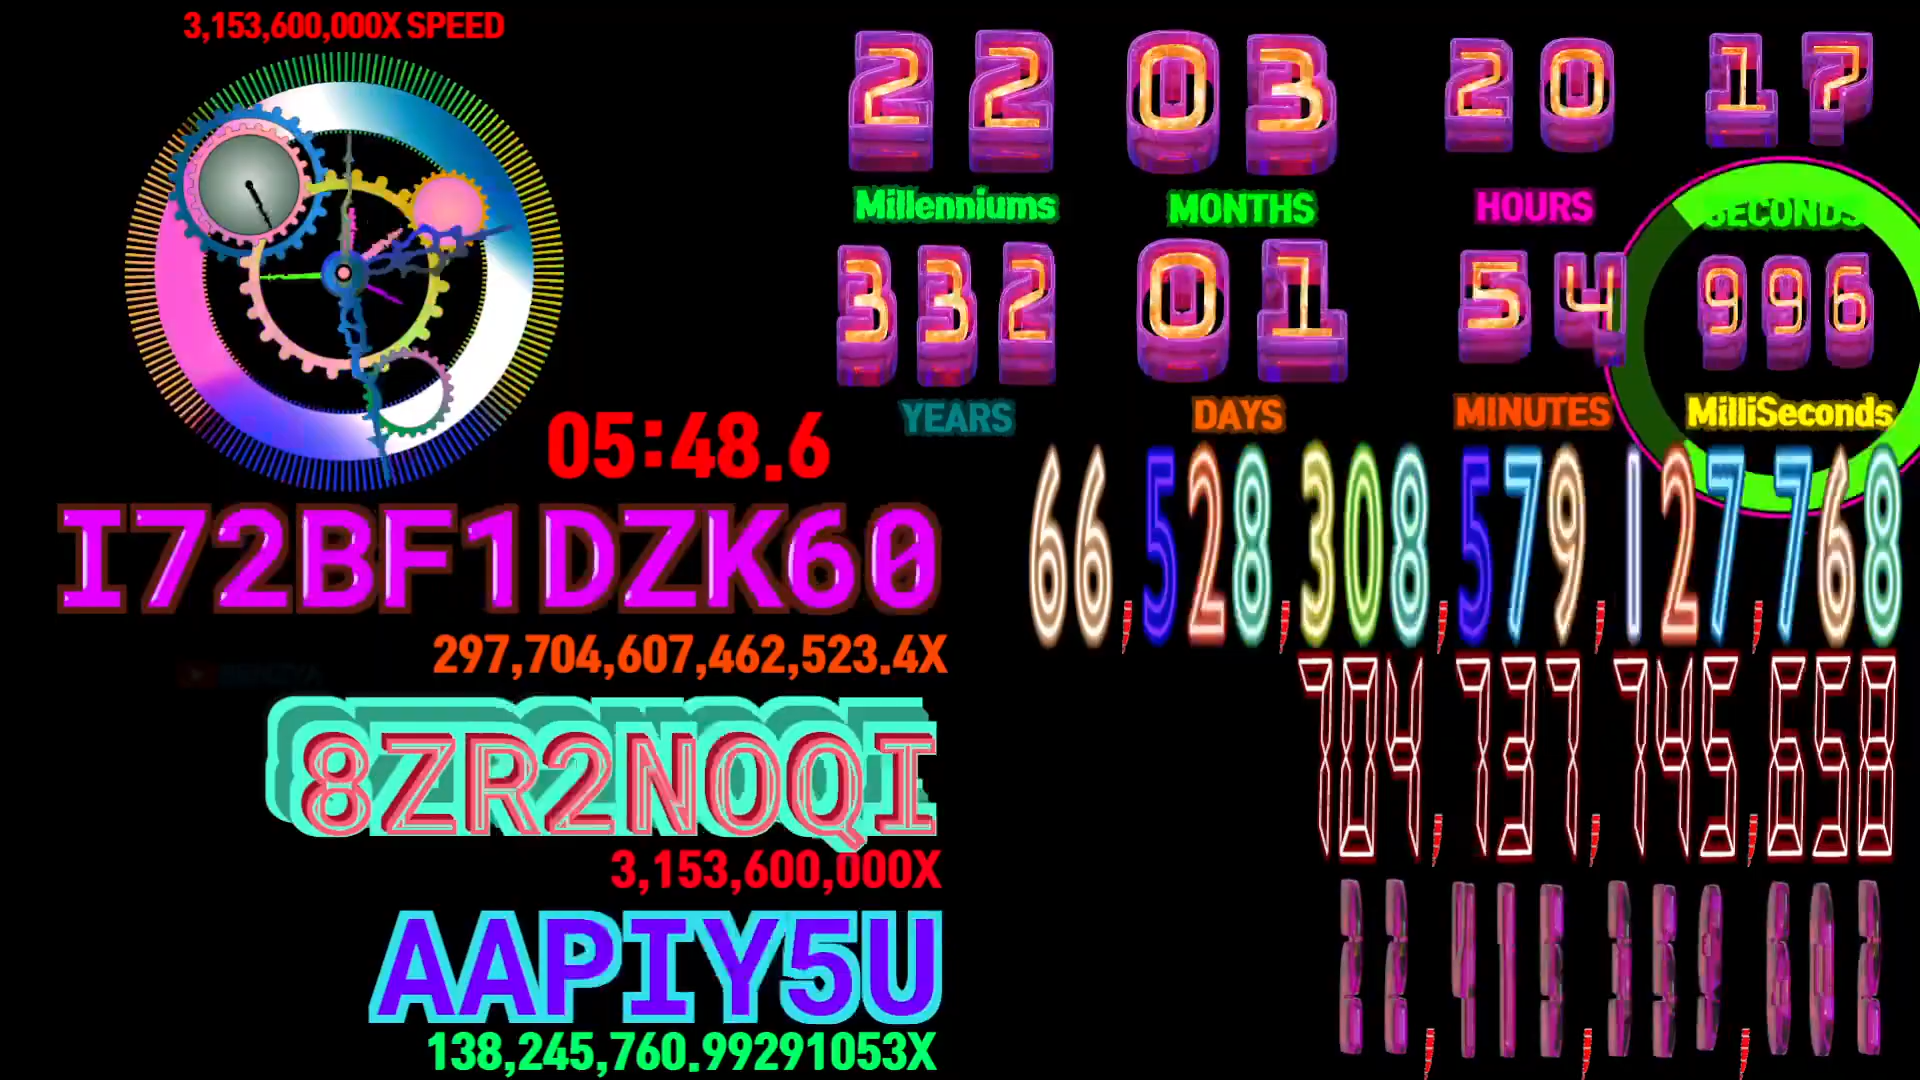 3,153,600,000X SPEED
22 03 20 17
Millenniums MONTHS HOURS SECONDS
332 01 54 996
YEARS DAYS MINUTES MilliSeconds
05:48.6
66,528,308,579,127,768
I72BF1DZK60
297,704,607,462,523.4X
704,737,745,658
8ZR2NOQI
3,153,600,000X
AAPIY5U
138,245,760.99291053X